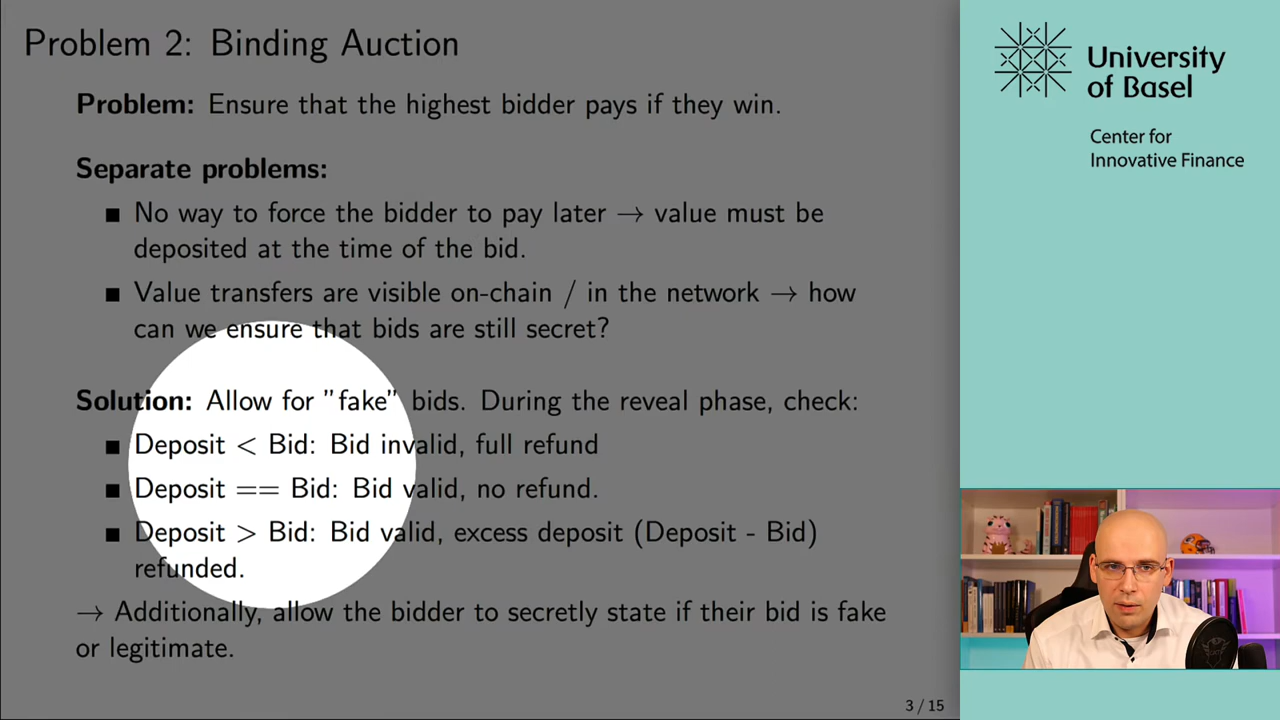 Problem 2: Binding Auction
Problem: Ensure that the highest bidder pays if they win.
Separate problems:
■ No way to force the bidder to pay later → value must be
deposited at the time of the bid.
■ Value transfers are visible on-chain / in the network → how
can we ensure that bids are still secret?
Solution: Allow for "fake" bids. During the reveal phase, check:
■ Deposit < Bid: Bid invalid, full refund
■ Deposit == Bid: Bid valid, no refund.
■ Deposit > Bid: Bid valid, excess deposit (Deposit - Bid)
refunded.
→ Additionally, allow the bidder to secretly state if their bid is fake
or legitimate.
3 / 15
University
of Basel
Center for
Innovative Finance